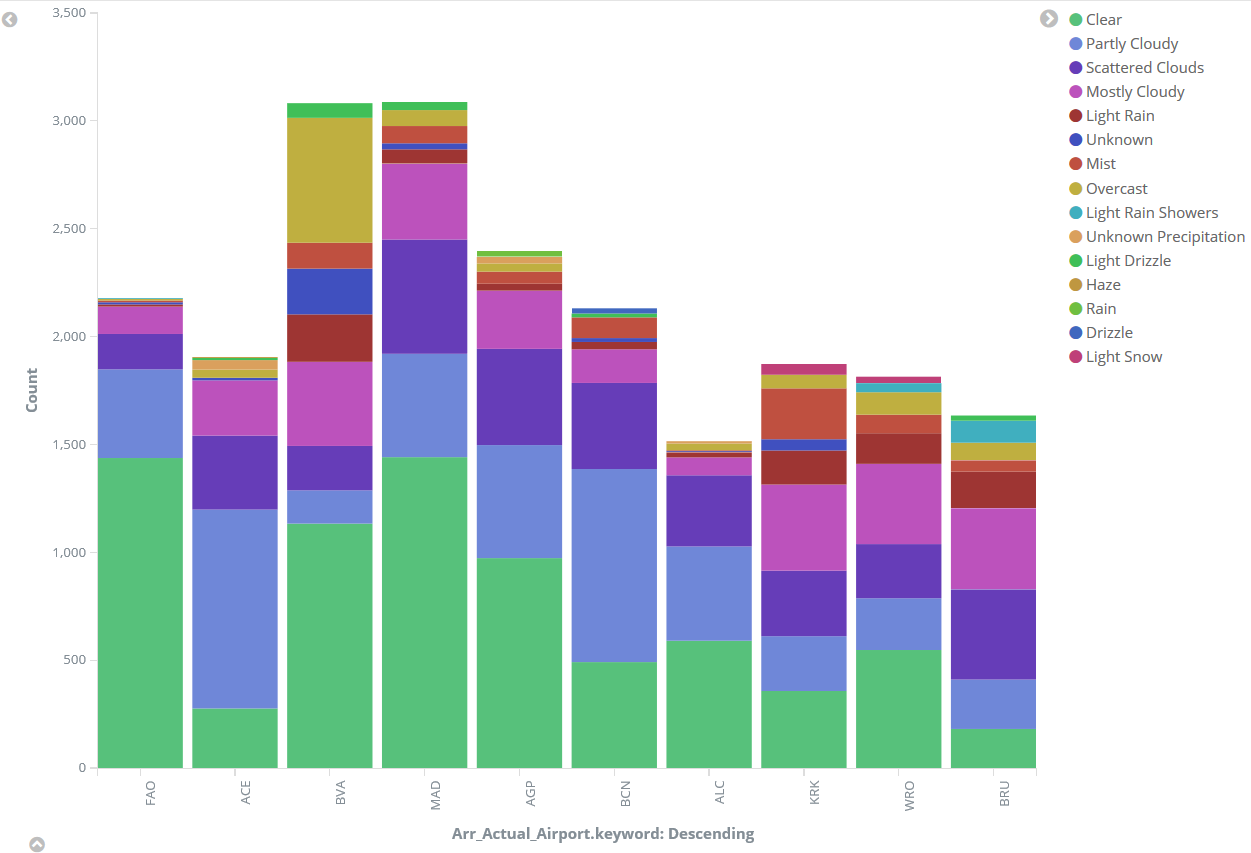 3,500
3,000
2,500
2,000
1,500
1,000
500
0
Count
FAO
ACE
BVA
MAD
AGP
BCN
ALC
KRK
WRO
BRU
Arr_Actual_Airport.keyword: Descending
Clear
Partly Cloudy
Scattered Clouds
Mostly Cloudy
Light Rain
Unknown
Mist
Overcast
Light Rain Showers
Unknown Precipitation
Light Drizzle
Haze
Rain
Drizzle
Light Snow